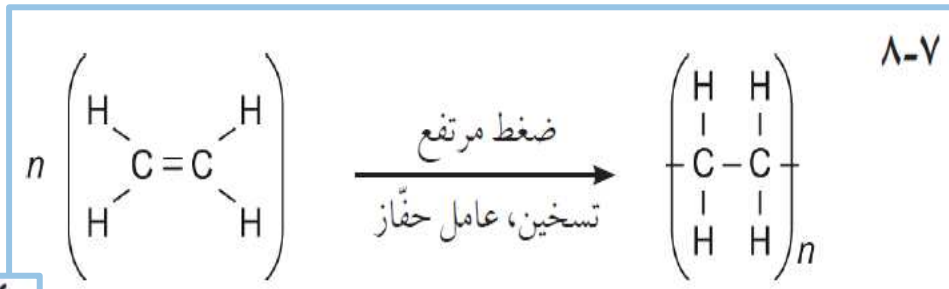 ٨-٧
H H H H
n ( C = C ) ضغط مرتفع ( C – C )
H H تسخين، عامل حفّاز H H n